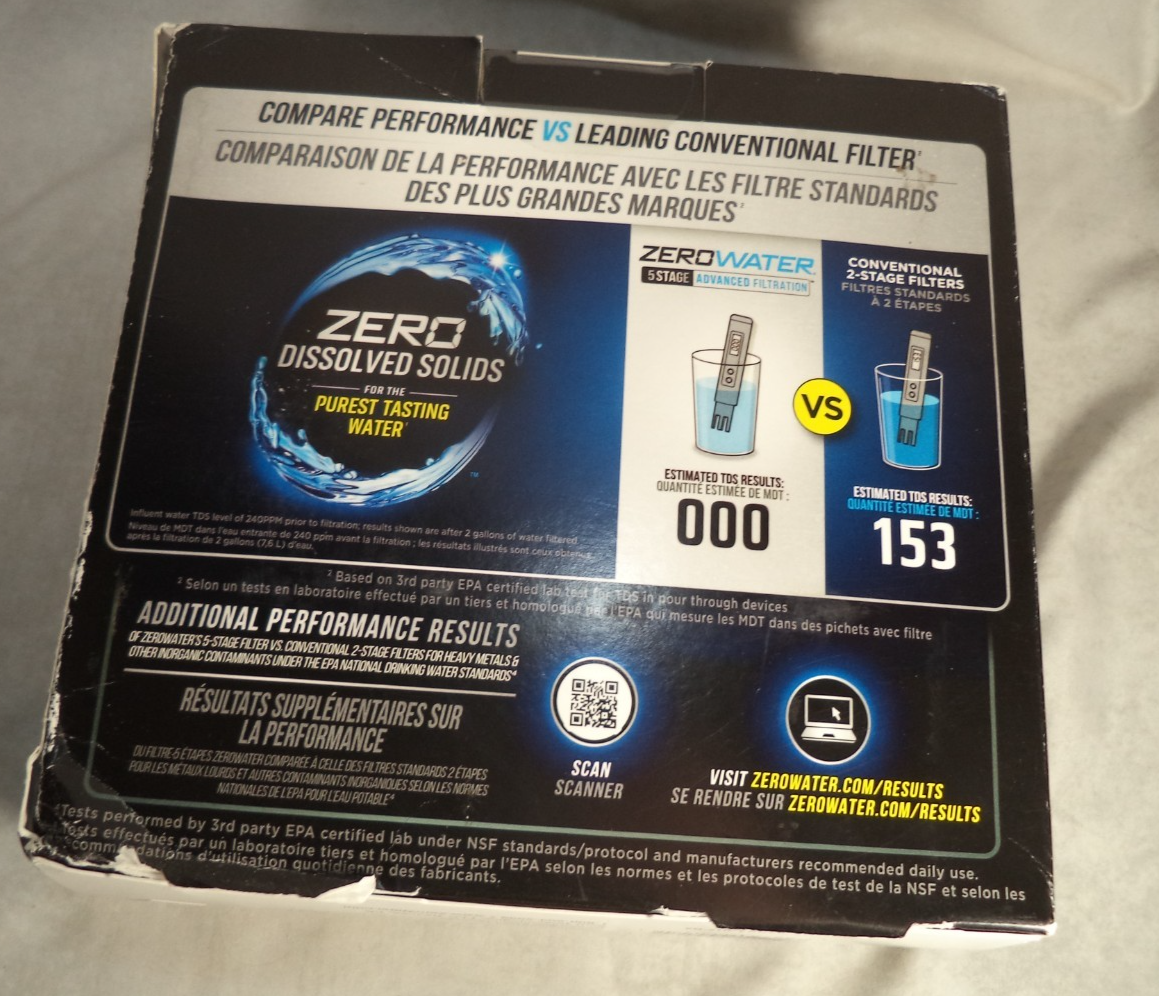 COMPARE PERFORMANCE VS LEADING CONVENTIONAL FILTER²
COMPARAISON DE LA PERFORMANCE AVEC LES FILTRE STANDARDS
DES PLUS GRANDES MARQUES²
ZERO
DISSOLVED SOLIDS
FOR THE
PUREST TASTING
WATER
™
Influent water TDS level of 240PPM prior to filtration; results shown are after 2 gallons of water filtered
Niveau de MDT dans l'eau entrante de 240 ppm avant la filtration ; les résultats illustrés sont ceux obtenus
après la filtration de 2 gallons (7,6 L) d'eau.
ZEROWATER
5 STAGE ADVANCED FILTRATION
000
ESTIMATED TDS RESULTS:
QUANTITÉ ESTIMÉE DE MDT :
000
VS
CONVENTIONAL
2-STAGE FILTERS
FILTRES STANDARDS
À 2 ÉTAPES
153
ESTIMATED TDS RESULTS:
QUANTITÉ ESTIMÉE DE MDT :
153
² Based on 3rd party EPA certified lab test for TDS in pour through devices
² Selon un tests en laboratoire effectué par un tiers et homologué par l'EPA qui mesure les MDT dans des pichets avec filtre
ADDITIONAL PERFORMANCE RESULTS
OF ZEROWATER'S 5-STAGE FILTER VS. CONVENTIONAL 2-STAGE FILTERS FOR HEAVY METALS &
OTHER INORGANIC CONTAMINANTS UNDER THE EPA NATIONAL DRINKING WATER STANDARDS⁴
RÉSULTATS SUPPLÉMENTAIRES SUR
LA PERFORMANCE
DU FILTRE-5 ÉTAPES ZEROWATER COMPARÉE À CELLE DES FILTRES STANDARDS 2 ÉTAPES
POUR LES MÉTAUX LOURDS ET AUTRES CONTAMINANTS INORGANIQUES SELON LES NORMES
NATIONALES DE L'EPA POUR L'EAU POTABLE⁴
SCAN
SCANNER
VISIT ZEROWATER.COM/RESULTS
SE RENDRE SUR ZEROWATER.COM/RESULTS
⁴Tests performed by 3rd party EPA certified lab under NSF standards/protocol and manufacturers recommended daily use.
Tests effectués par un laboratoire tiers et homologué par l'EPA selon les normes et les protocoles de test de la NSF et selon les
d'utilisation quotidienne des fabricants.